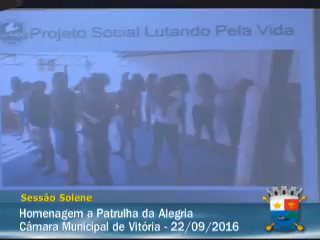 Projeto Social Lutando Pela Vida
Sessão Solene
Homenagem a Patrulha da Alegria
Câmara Municipal de Vitória - 22/09/2016